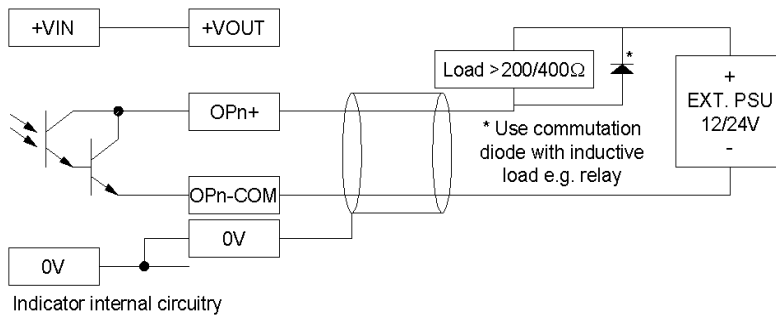 +VIN
+VOUT
Load >200/400Ω
*
+
EXT. PSU
12/24V
-
OPn+
* Use commutation
diode with inductive
load e.g. relay
OPn-COM
0V
0V
Indicator internal circuitry